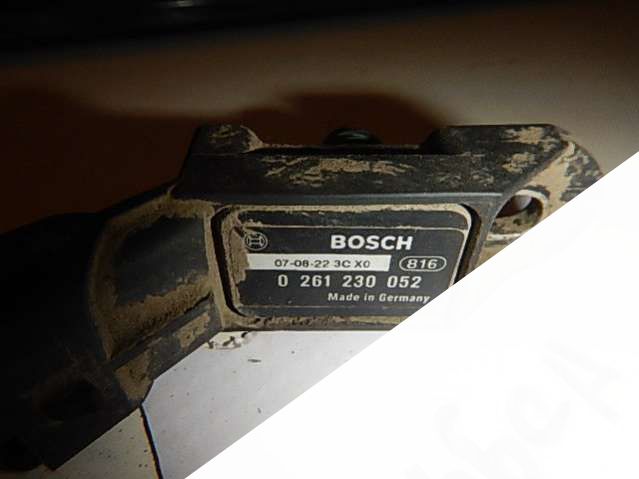 BOSCH
07-08-22 3C X0
816
0 261 230 052
Made in Germany